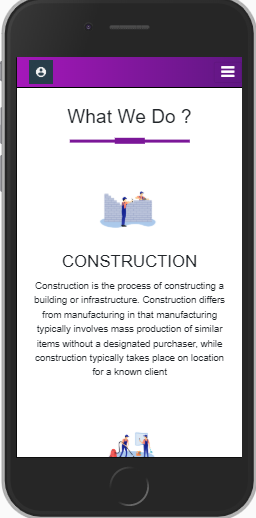 What We Do ?
CONSTRUCTION
Construction is the process of constructing a
building or infrastructure. Construction differs
from manufacturing in that manufacturing
typically involves mass production of similar
items without a designated purchaser, while
construction typically takes place on location
for a known client